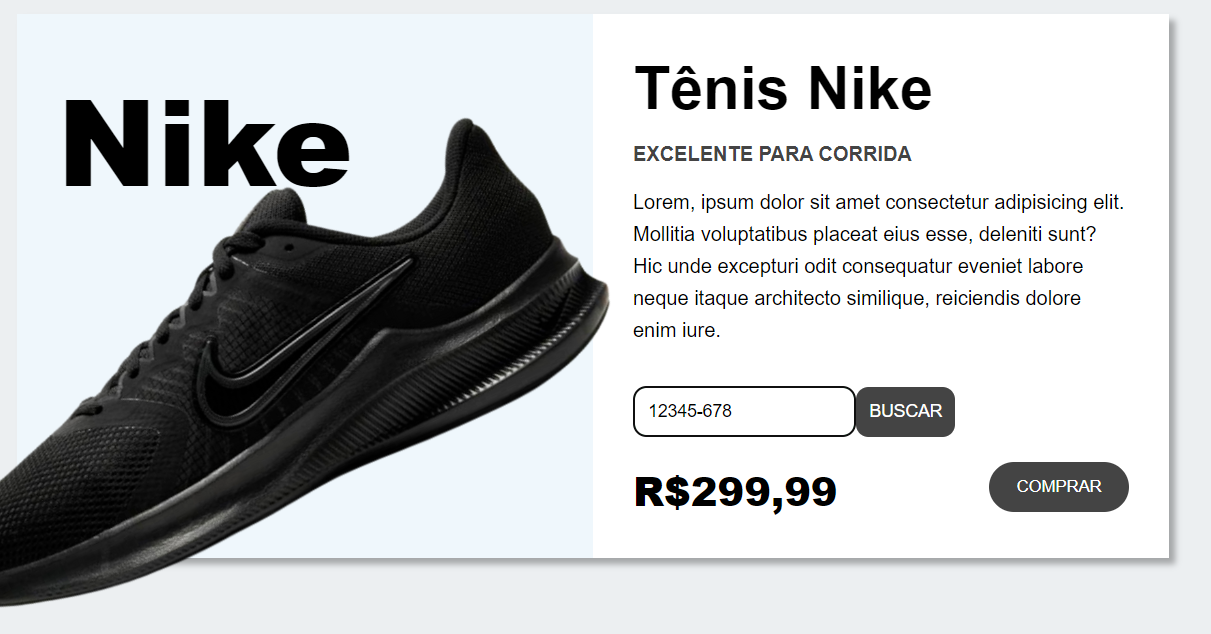 Nike
Tênis Nike
EXCELENTE PARA CORRIDA
Lorem, ipsum dolor sit amet consectetur adipisicing elit.
Mollitia voluptatibus placeat eius esse, deleniti sunt?
Hic unde excepturi odit consequatur eveniet labore
neque itaque architecto similique, reiciendis dolore
enim iure.
12345-678 BUSCAR
R$299,99 COMPRAR